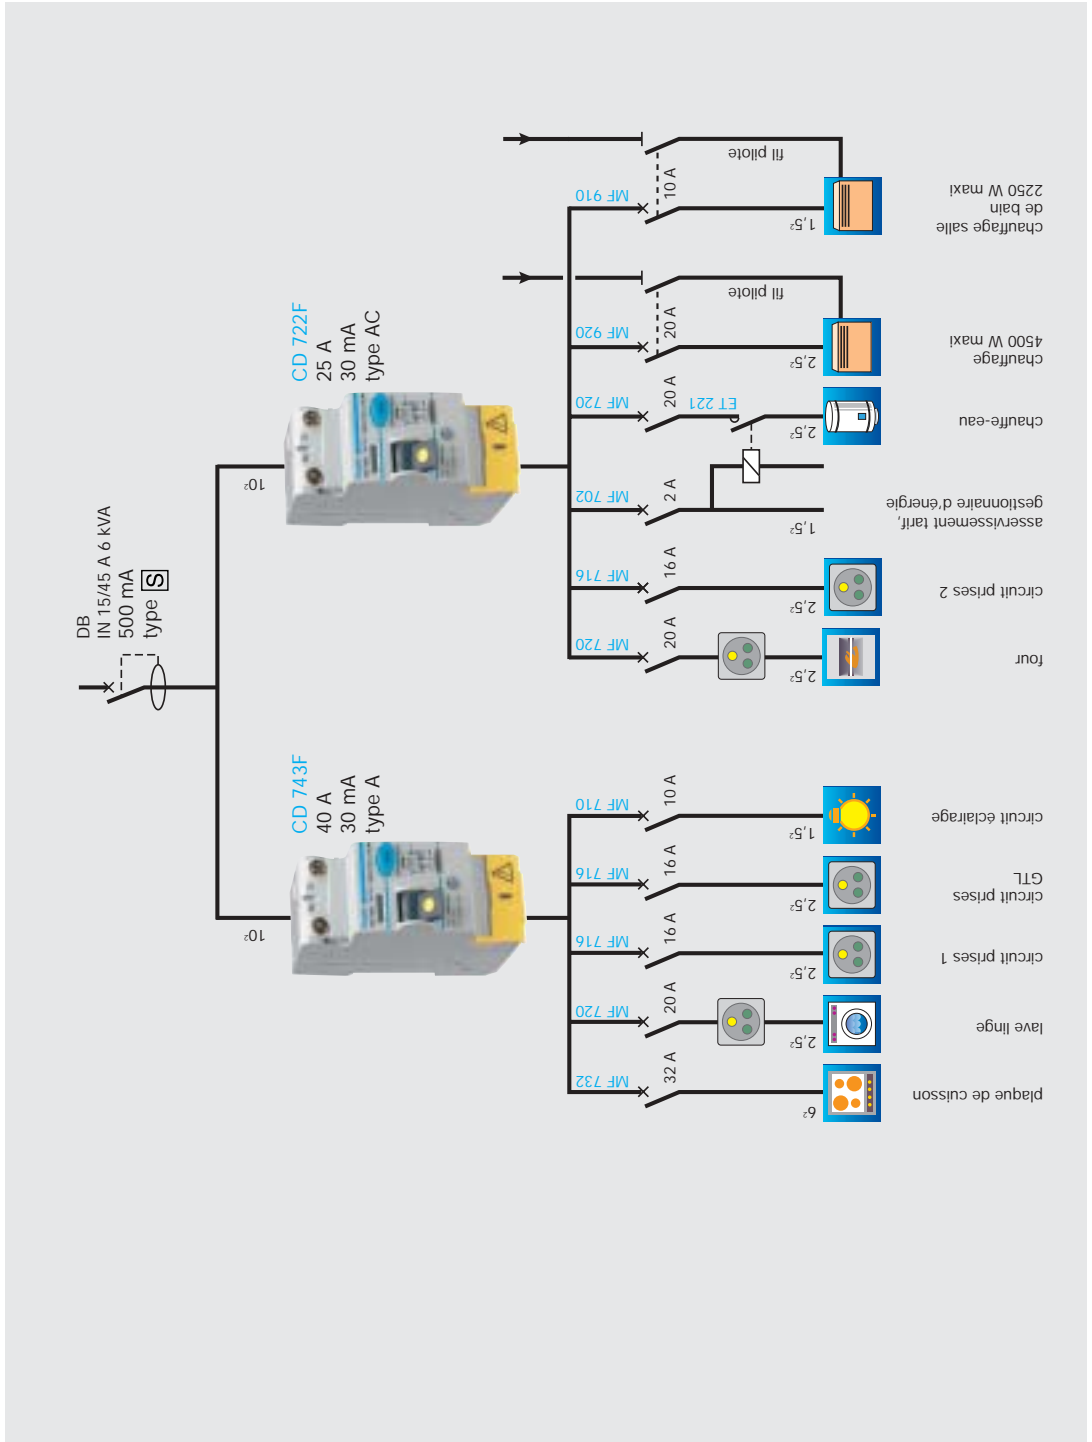 DB
IN 15/45 A 6 kVA
500 mA
type S
10²
CD 722F
25 A
30 mA
type AC
10²
CD 743F
40 A
30 mA
type A
MF 910
10 A
fil pilote
1,5²
chauffage salle
de bain
2250 W maxi
MF 920
20 A
fil pilote
2,5²
chauffage
4500 W maxi
MF 720
20 A
ET 221
2,5²
chauffe-eau
MF 702
2 A
1,5²
asservissement tarif,
gestionnaire d'énergie
MF 716
16 A
2,5²
circuit prises 2
MF 720
20 A
2,5²
four
MF 710
10 A
1,5²
circuit éclairage
MF 716
16 A
2,5²
circuit prises
GTL
MF 716
16 A
2,5²
circuit prises 1
MF 720
20 A
2,5²
lave linge
MF 732
32 A
6²
plaque de cuisson